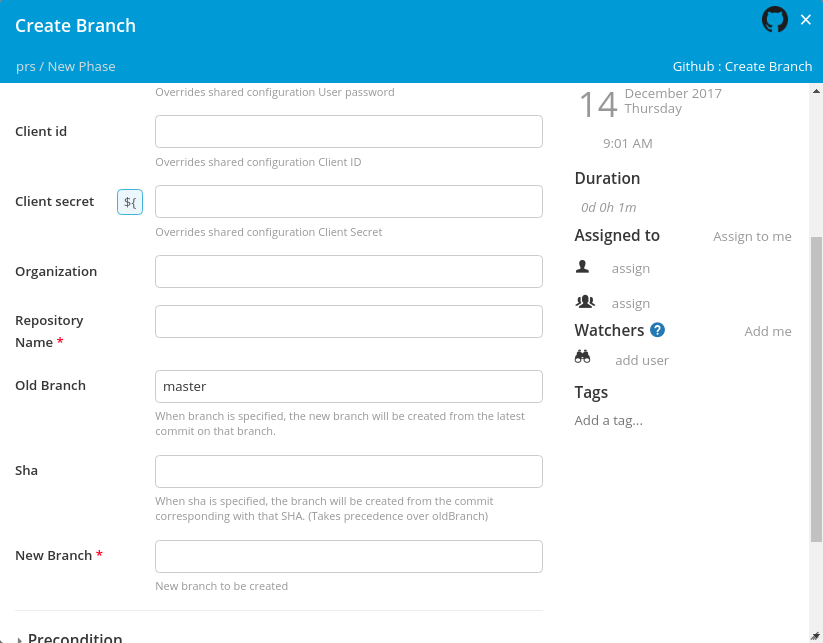 Create Branch
×
prs / New Phase
Github : Create Branch
Overrides shared configuration User password
Client id
Overrides shared configuration Client ID
Client secret
${
Overrides shared configuration Client Secret
Organization
Repository
Name *
Old Branch
master
When branch is specified, the new branch will be created from the latest
commit on that branch.
Sha
When sha is specified, the branch will be created from the commit
corresponding with that SHA. (Takes precedence over oldBranch)
New Branch *
New branch to be created
Precondition
14
December 2017
Thursday
9:01 AM
Duration
0d 0h 1m
Assigned to
Assign to me
assign
assign
Watchers ?
Add me
add user
Tags
Add a tag...